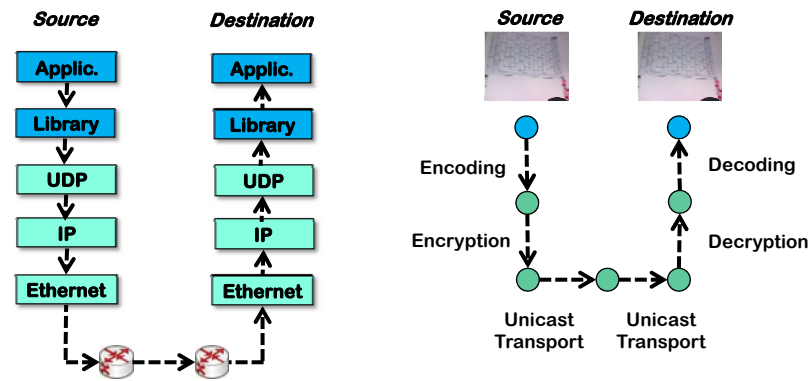 Source
Destination
Applic.
Applic.
Library
Library
UDP
UDP
IP
IP
Ethernet
Ethernet
Source
Destination
Encoding
Decoding
Encryption
Decryption
Unicast
Transport
Unicast
Transport